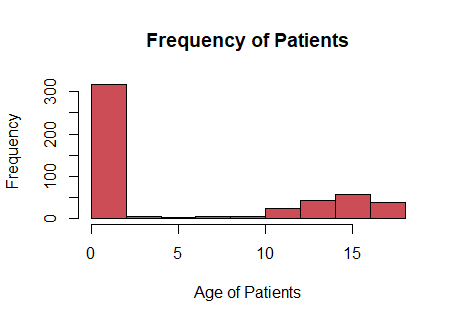 Frequency of Patients
Frequency
0 100 200 300
0 5 10 15
Age of Patients